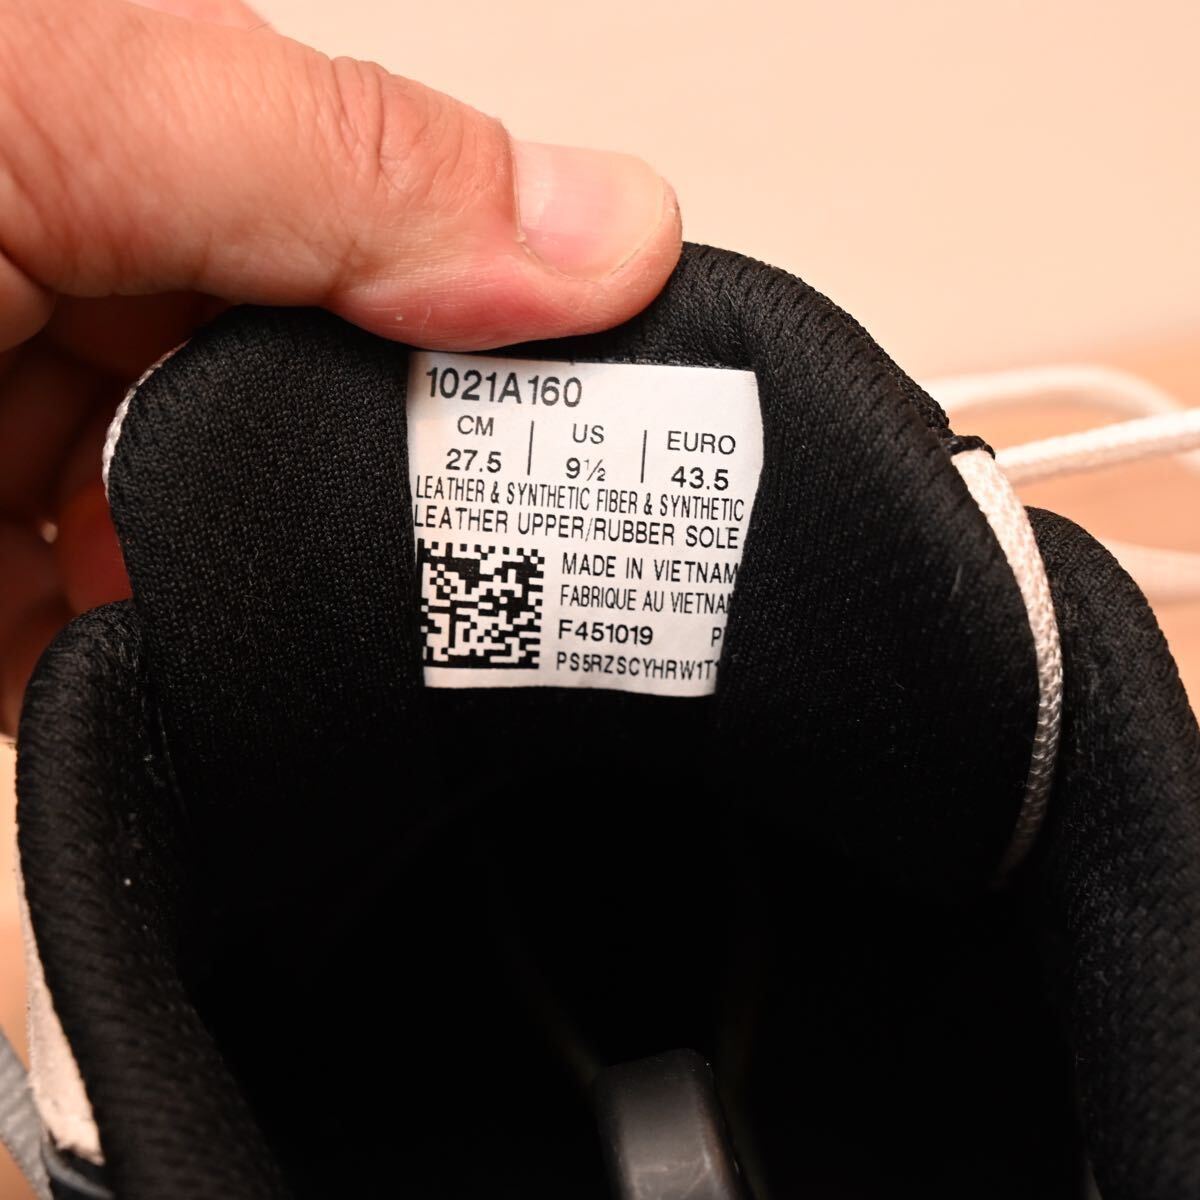 1021A160
CM | US | EURO
27.5 | 9½ | 43.5
LEATHER & SYNTHETIC FIBER & SYNTHETIC
LEATHER UPPER/RUBBER SOLE
MADE IN VIETNAM
FABRIQUE AU VIETNA
F451019
PS5RZSCYHRW1T